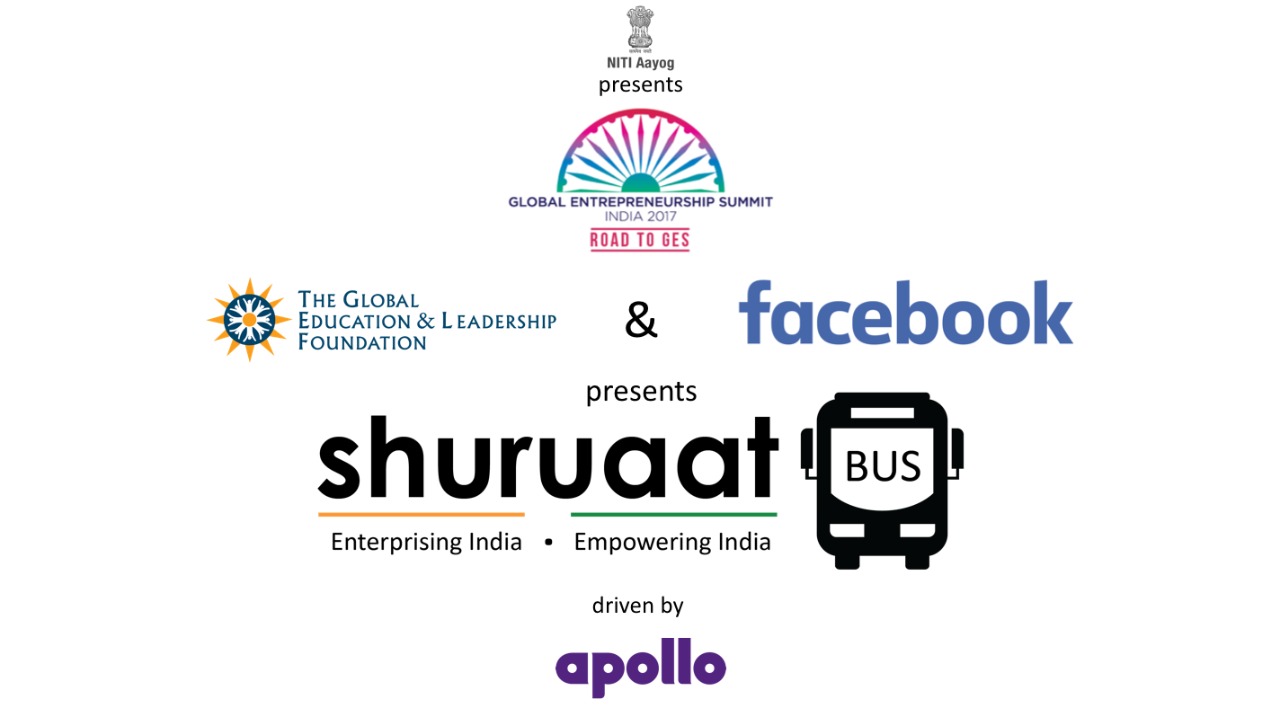 NITI Aayog
presents
GLOBAL ENTREPRENEURSHIP SUMMIT
INDIA 2017
ROAD TO GES
THE GLOBAL
EDUCATION & LEADERSHIP
FOUNDATION
&
facebook
presents
shuruaat
BUS
Enterprising India • Empowering India
driven by
apollo